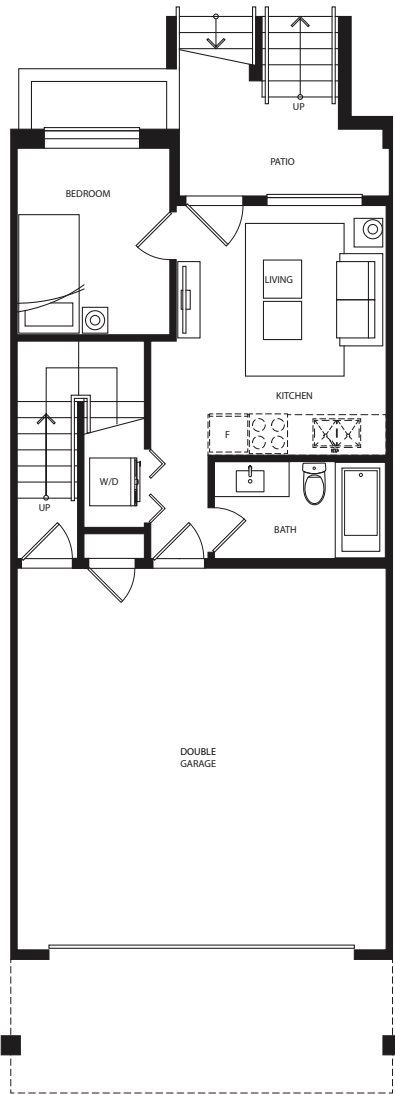 UP
PATIO
BEDROOM
LIVING
KITCHEN
F
W/D
UP
BATH
DOUBLE
GARAGE